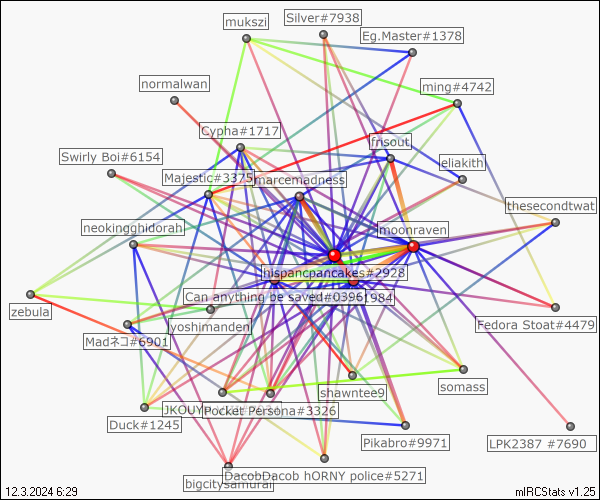 Silver#7938
mukszi
Eg.Master#1378
normalwan
ming#4742
Cypha#1717
frisout
Swirly Boi#6154
eliakith
Majestic#3375
marcemadness
thesecondtwat
neokingghidorah
moonraven
hispancpancakes#2928
Can anything be saved#0396
1984
zebula
yoshimanden
Fedora Stoat#4479
Madネコ#6901
shawntee9
somass
JKOUY
Pocket Persona#3326
Duck#1245
Pikabro#9971
LPK2387 #7690
DacobDacob hORNY police#5271
bigcitysamurai
12.3.2024 6:29
mIRCStats v1.25